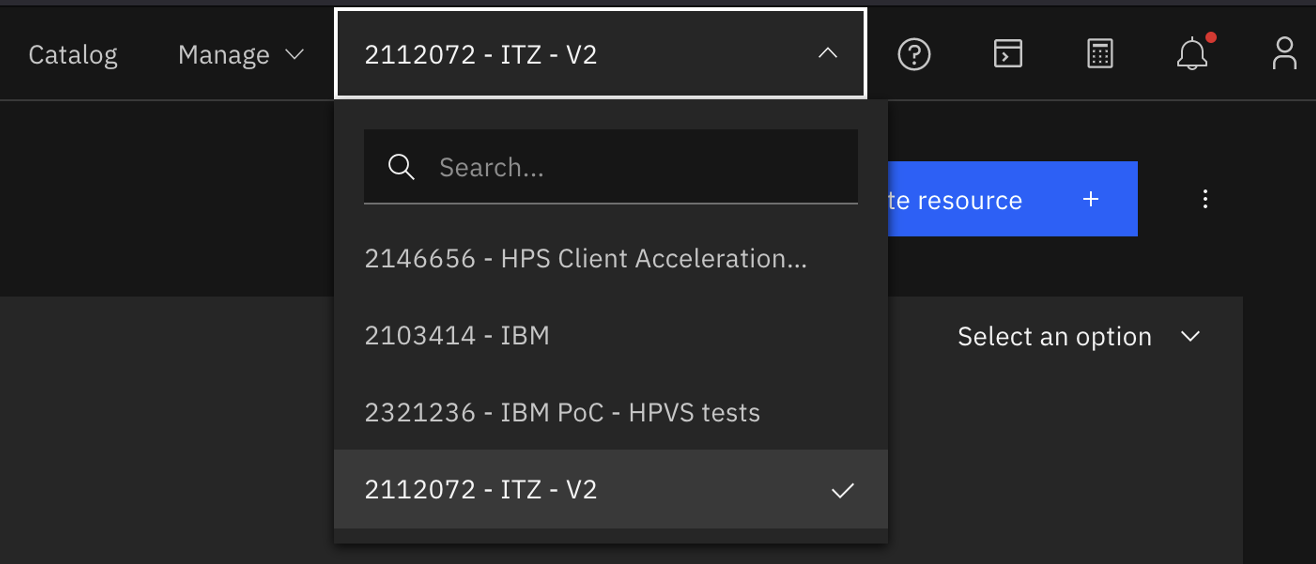 Catalog
Manage
2112072 - ITZ - V2
Search...
te resource
2146656 - HPS Client Acceleration...
2103414 - IBM
Select an option
2321236 - IBM PoC - HPVS tests
2112072 - ITZ - V2